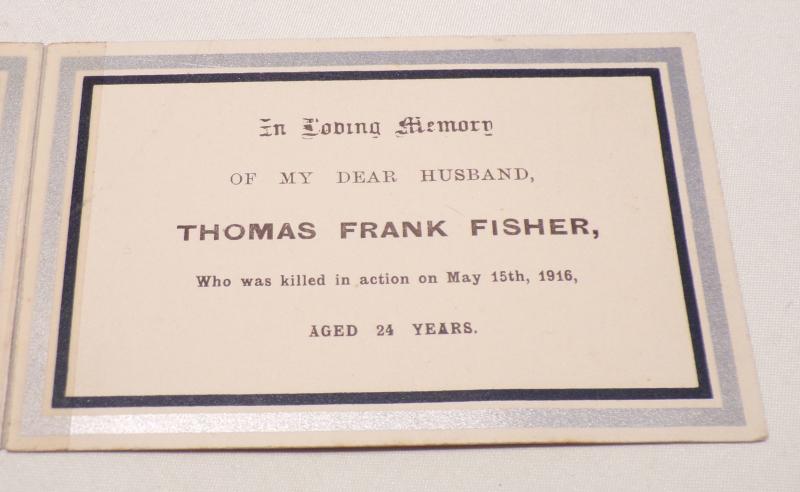 In Loving Memory
OF MY DEAR HUSBAND,
THOMAS FRANK FISHER,
Who was killed in action on May 15th, 1916,
AGED 24 YEARS.